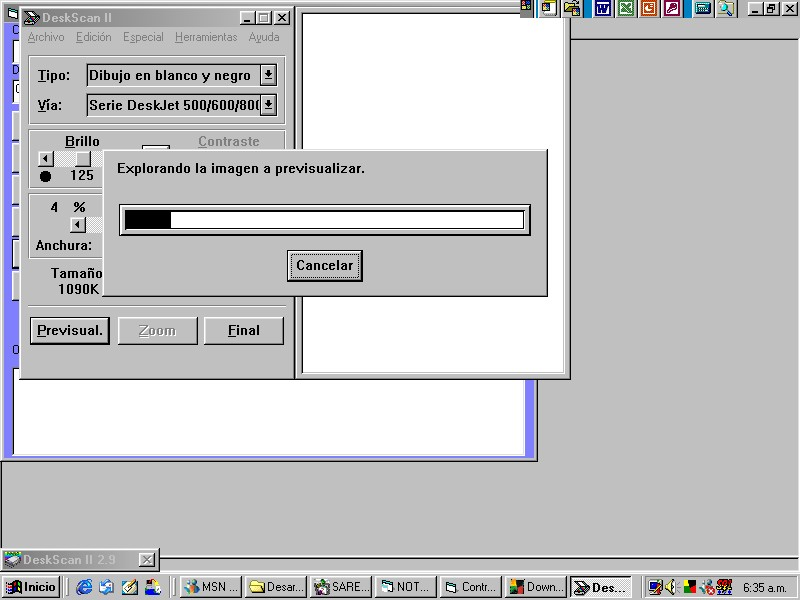 DeskScan II
Archivo Edición Especial Herramientas Ayuda
Tipo: Dibujo en blanco y negro
Vía: Serie DeskJet 500/600/800
Brillo Contraste
125
Explorando la imagen a previsualizar.
4 %
Anchura:
Cancelar
Tamaño
1090K
Previsual. Zoom Final
DeskScan II 2.9
Inicio MSN ... Desar... SARE... NOT... Contr... Down... Des... 6:35 a.m.